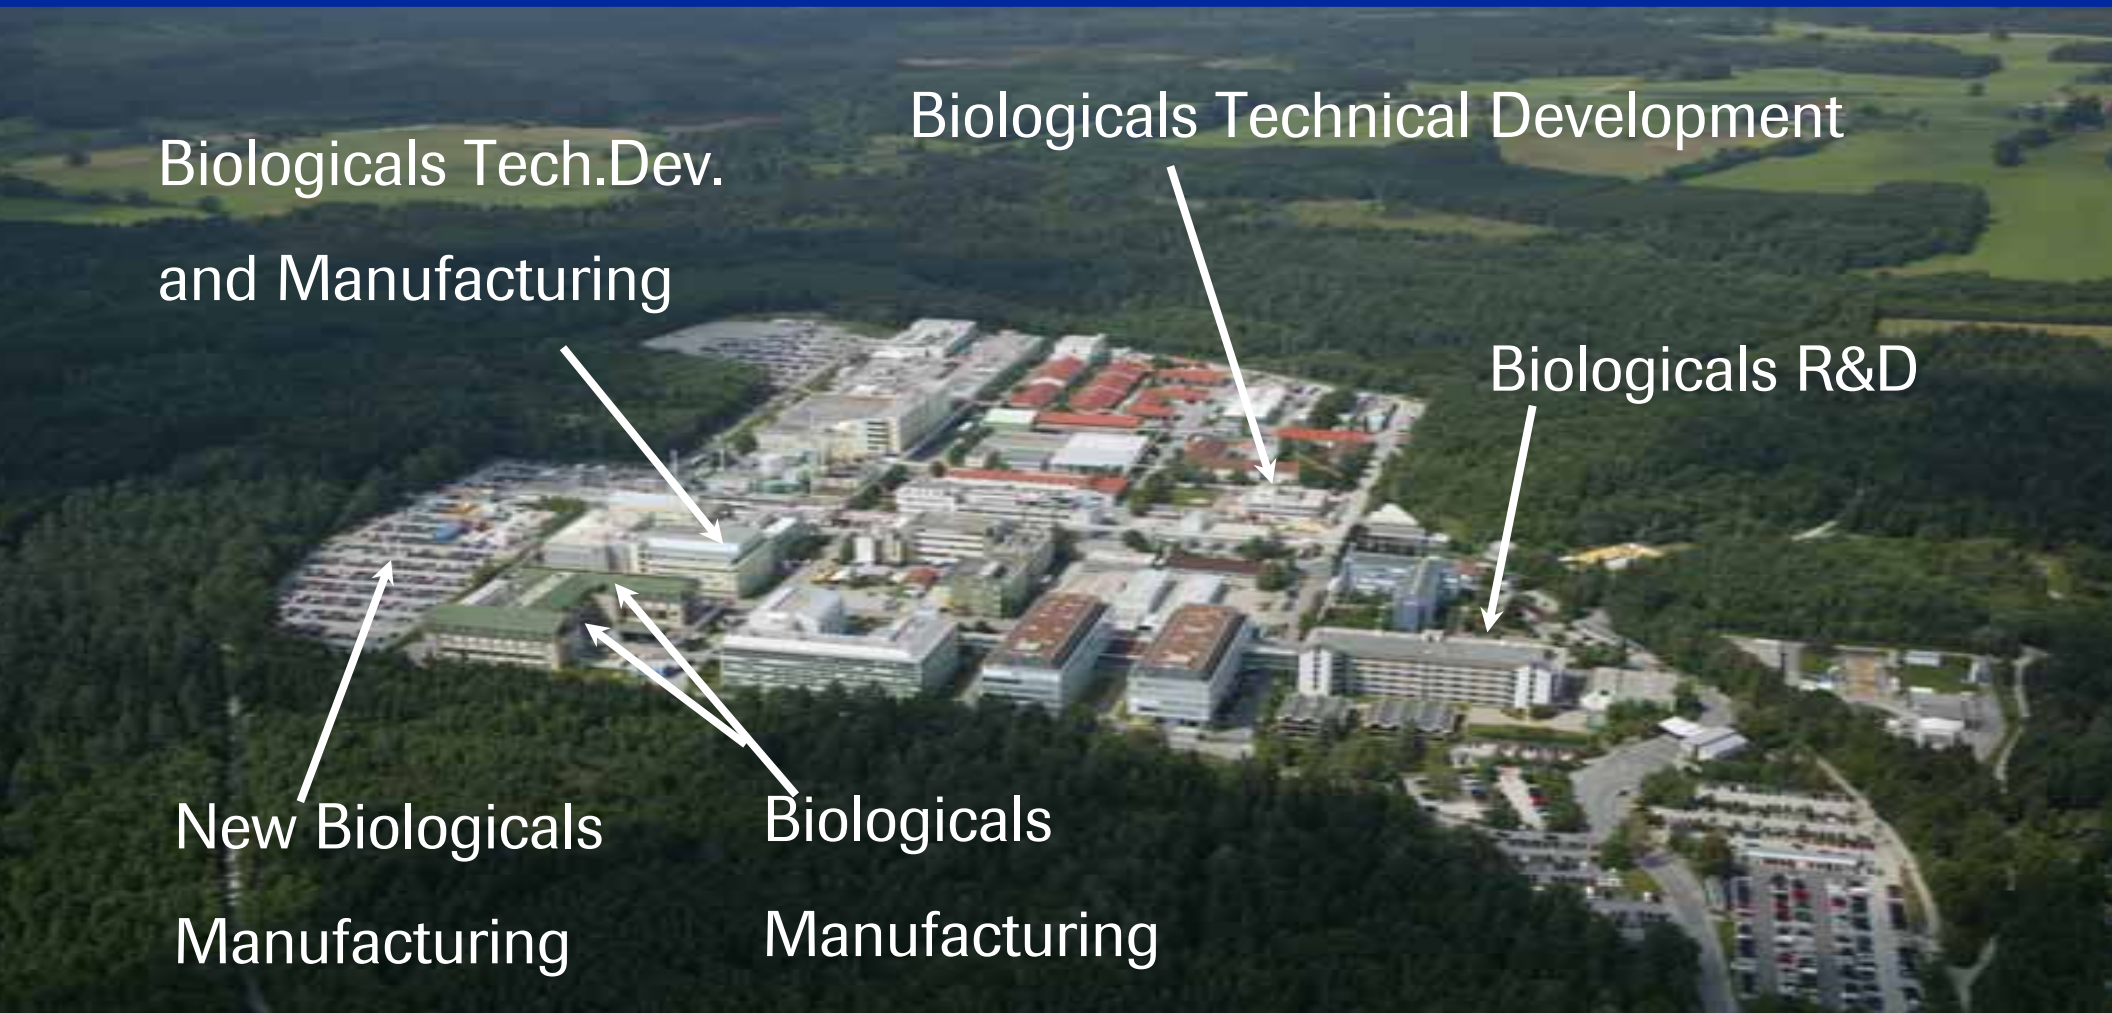 Biologicals Technical Development
Biologicals Tech.Dev.
and Manufacturing
Biologicals R&D
New Biologicals
Manufacturing
Biologicals
Manufacturing